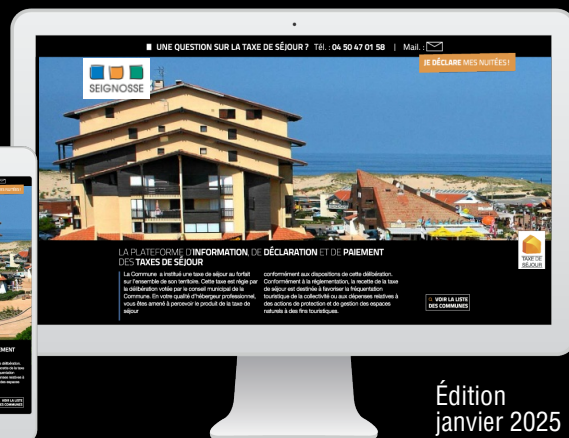 UNE QUESTION SUR LA TAXE DE SÉJOUR ? Tél. : 04 50 47 01 58 | Mail. :
JE DÉCLARE MES NUITÉES !
SEIGNOSSE
LA PLATEFORME D'INFORMATION, DE DÉCLARATION ET DE PAIEMENT
DES TAXES DE SÉJOUR
La Commune a institué une taxe de séjour au forfait
sur l'ensemble de son territoire. Cette taxe est régie par
la délibération votée par le conseil municipal de la
Commune. En votre qualité d'hébergeur professionnel,
vous êtes amené à percevoir le produit de la taxe de
séjour
conformément aux dispositions de cette délibération.
Conformément à la réglementation, la recette de la taxe
de séjour est destinée à favoriser la fréquentation
touristique de la collectivité ou aux dépenses relatives à
des actions de protection et de gestion des espaces
naturels à des fins touristiques.
TAXE DE
SÉJOUR
VOIR LA LISTE
DES COMMUNES
EMENT
VOIR LA LISTE
DES COMMUNES
Édition
janvier 2025